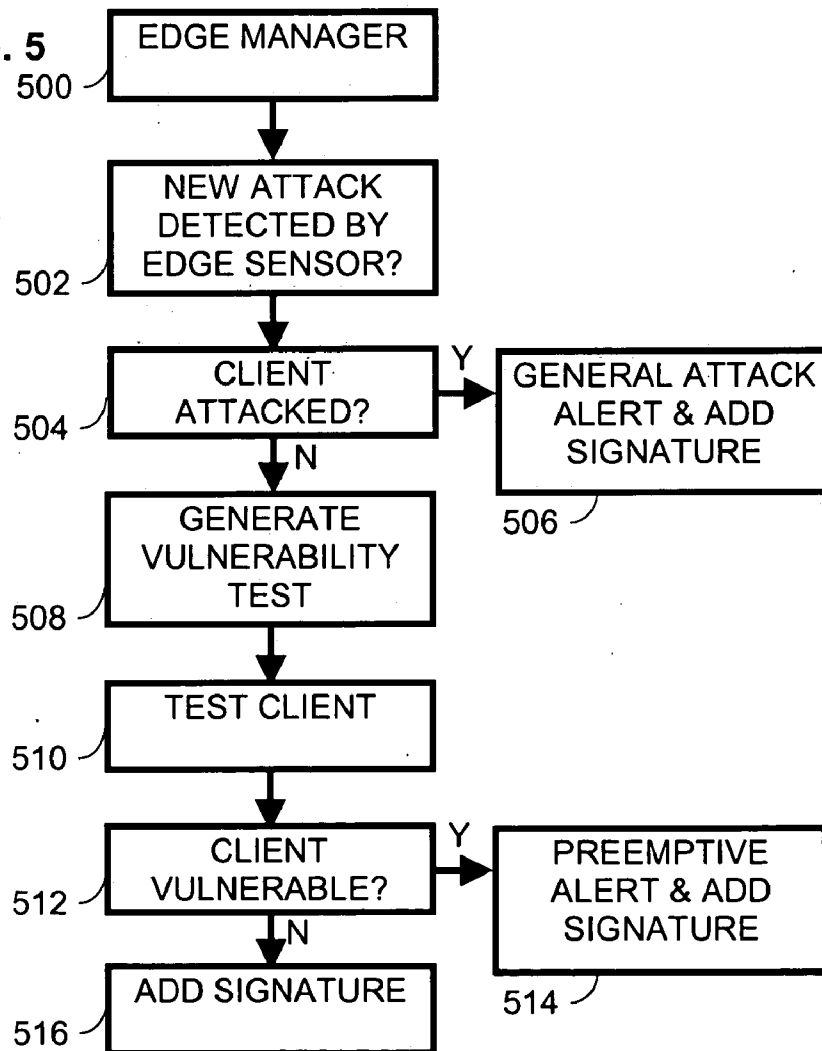 . 5
EDGE MANAGER
500
NEW ATTACK
DETECTED BY
EDGE SENSOR?
502
CLIENT
ATTACKED?
504
Y
GENERAL ATTACK
ALERT & ADD
SIGNATURE
506
N
GENERATE
VULNERABILITY
TEST
508
TEST CLIENT
510
CLIENT
VULNERABLE?
512
Y
PREEMPTIVE
ALERT & ADD
SIGNATURE
514
N
ADD SIGNATURE
516